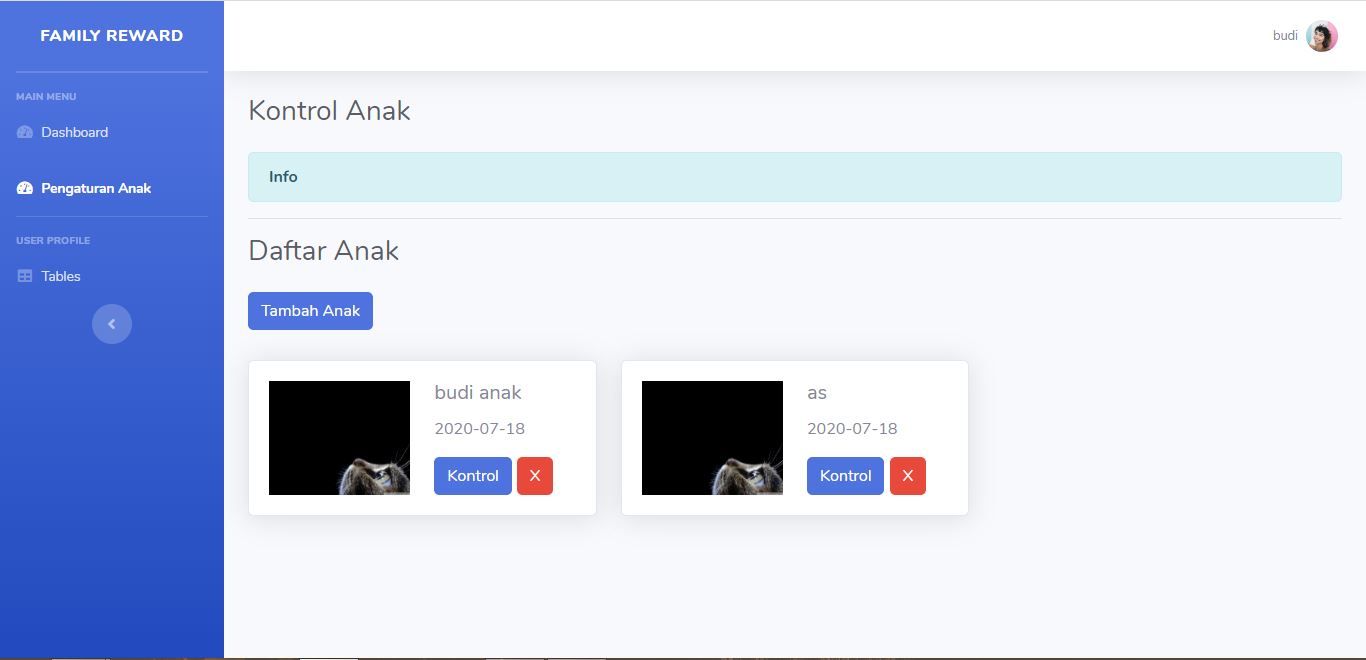 FAMILY REWARD
budi
MAIN MENU
Dashboard
Pengaturan Anak
USER PROFILE
Tables
Kontrol Anak
Info
Daftar Anak
Tambah Anak
budi anak
2020-07-18
Kontrol X
as
2020-07-18
Kontrol X